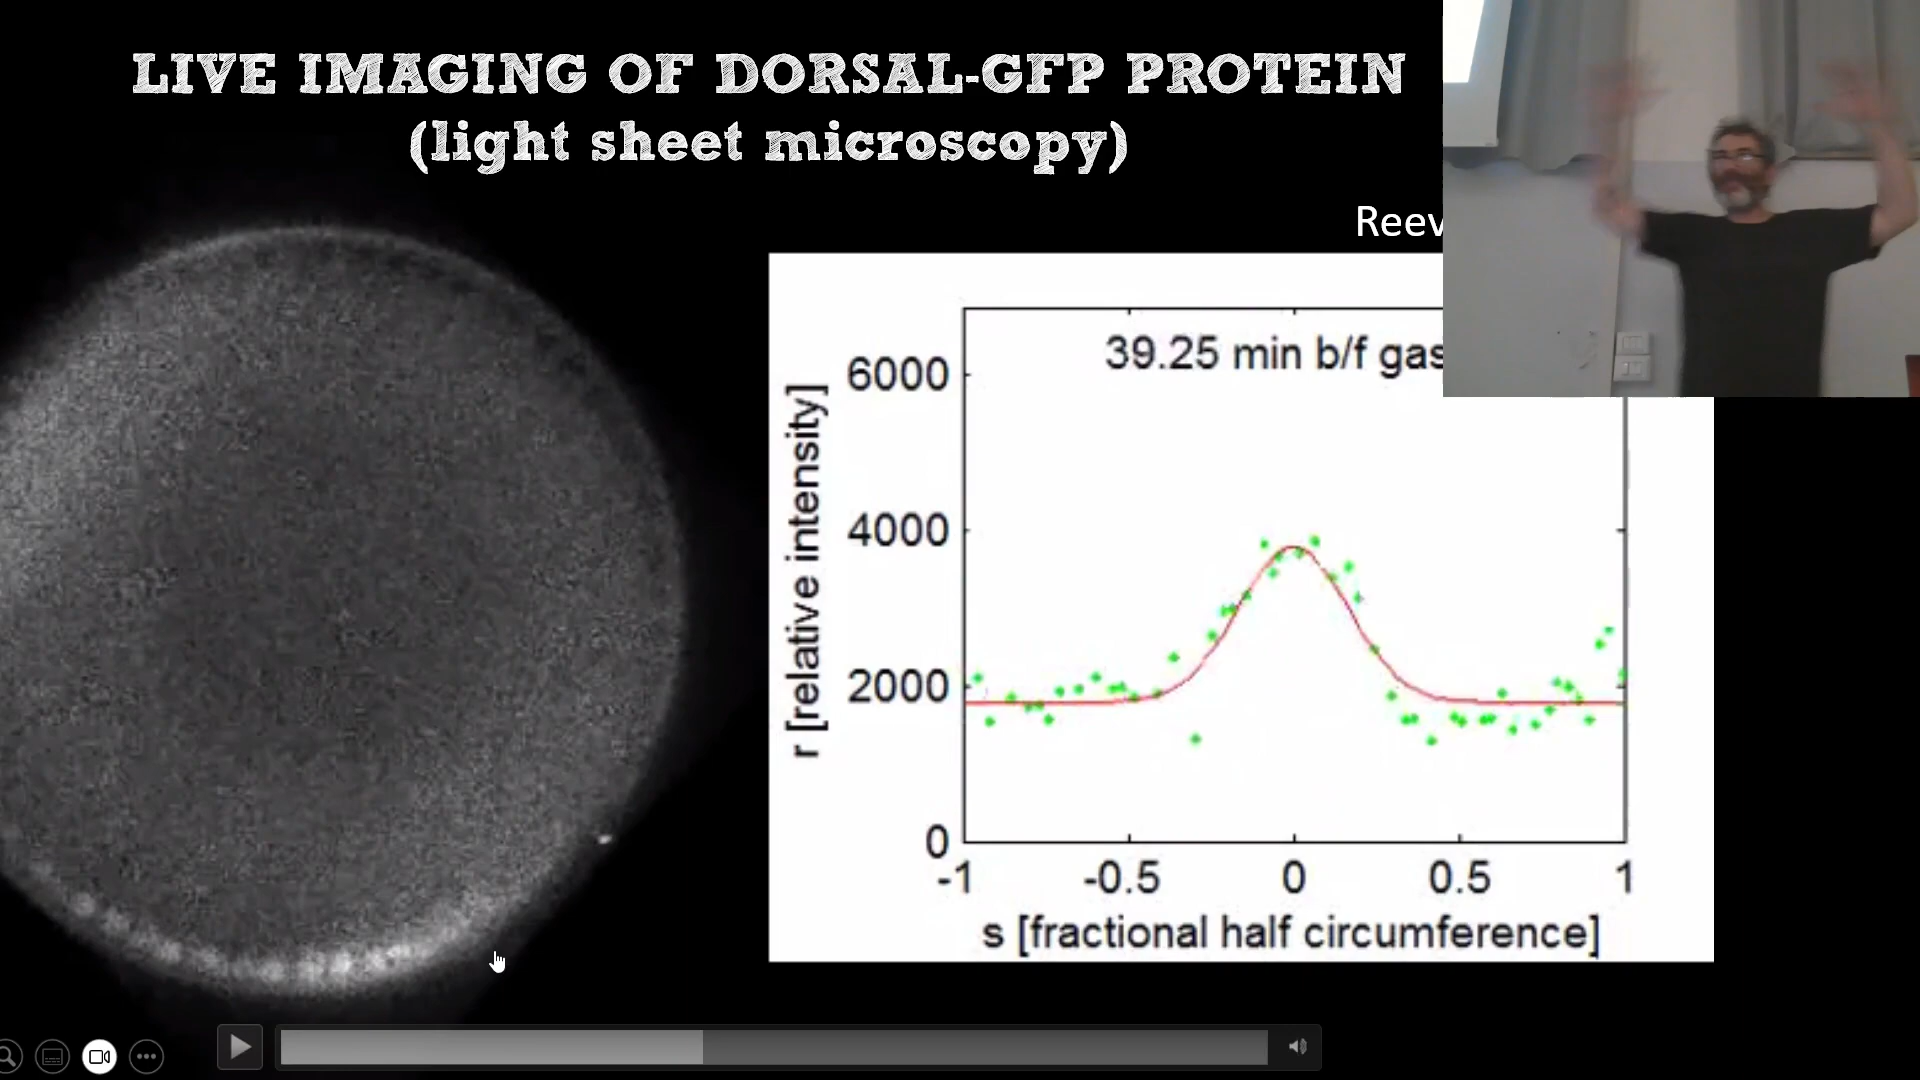 LIVE IMAGING OF DORSAL-GFP PROTEIN
(light sheet microscopy)
Reev
39.25 min b/f gas
r [relative intensity]
6000
4000
2000
0
-1 -0.5 0 0.5 1
s [fractional half circumference]